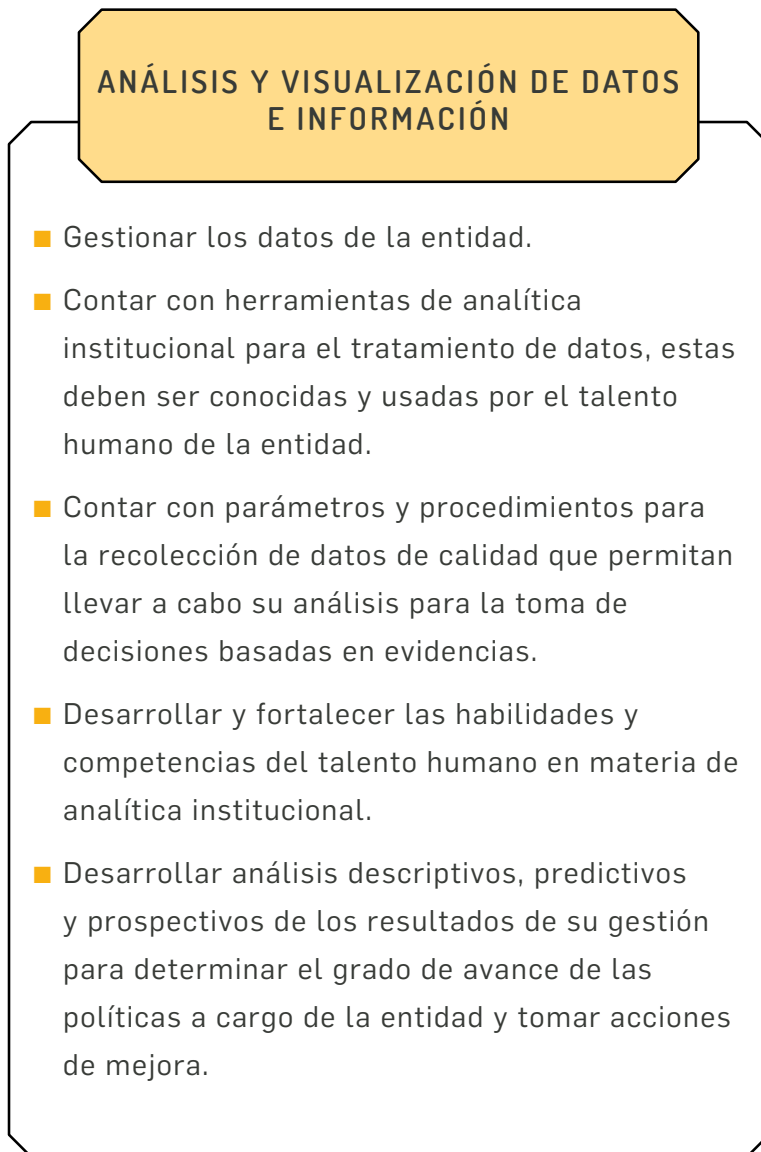 ANÁLISIS Y VISUALIZACIÓN DE DATOS
E INFORMACIÓN
Gestionar los datos de la entidad.
Contar con herramientas de analítica
institucional para el tratamiento de datos, estas
deben ser conocidas y usadas por el talento
humano de la entidad.
Contar con parámetros y procedimientos para
la recolección de datos de calidad que permitan
llevar a cabo su análisis para la toma de
decisiones basadas en evidencias.
Desarrollar y fortalecer las habilidades y
competencias del talento humano en materia de
analítica institucional.
Desarrollar análisis descriptivos, predictivos
y prospectivos de los resultados de su gestión
para determinar el grado de avance de las
políticas a cargo de la entidad y tomar acciones
de mejora.